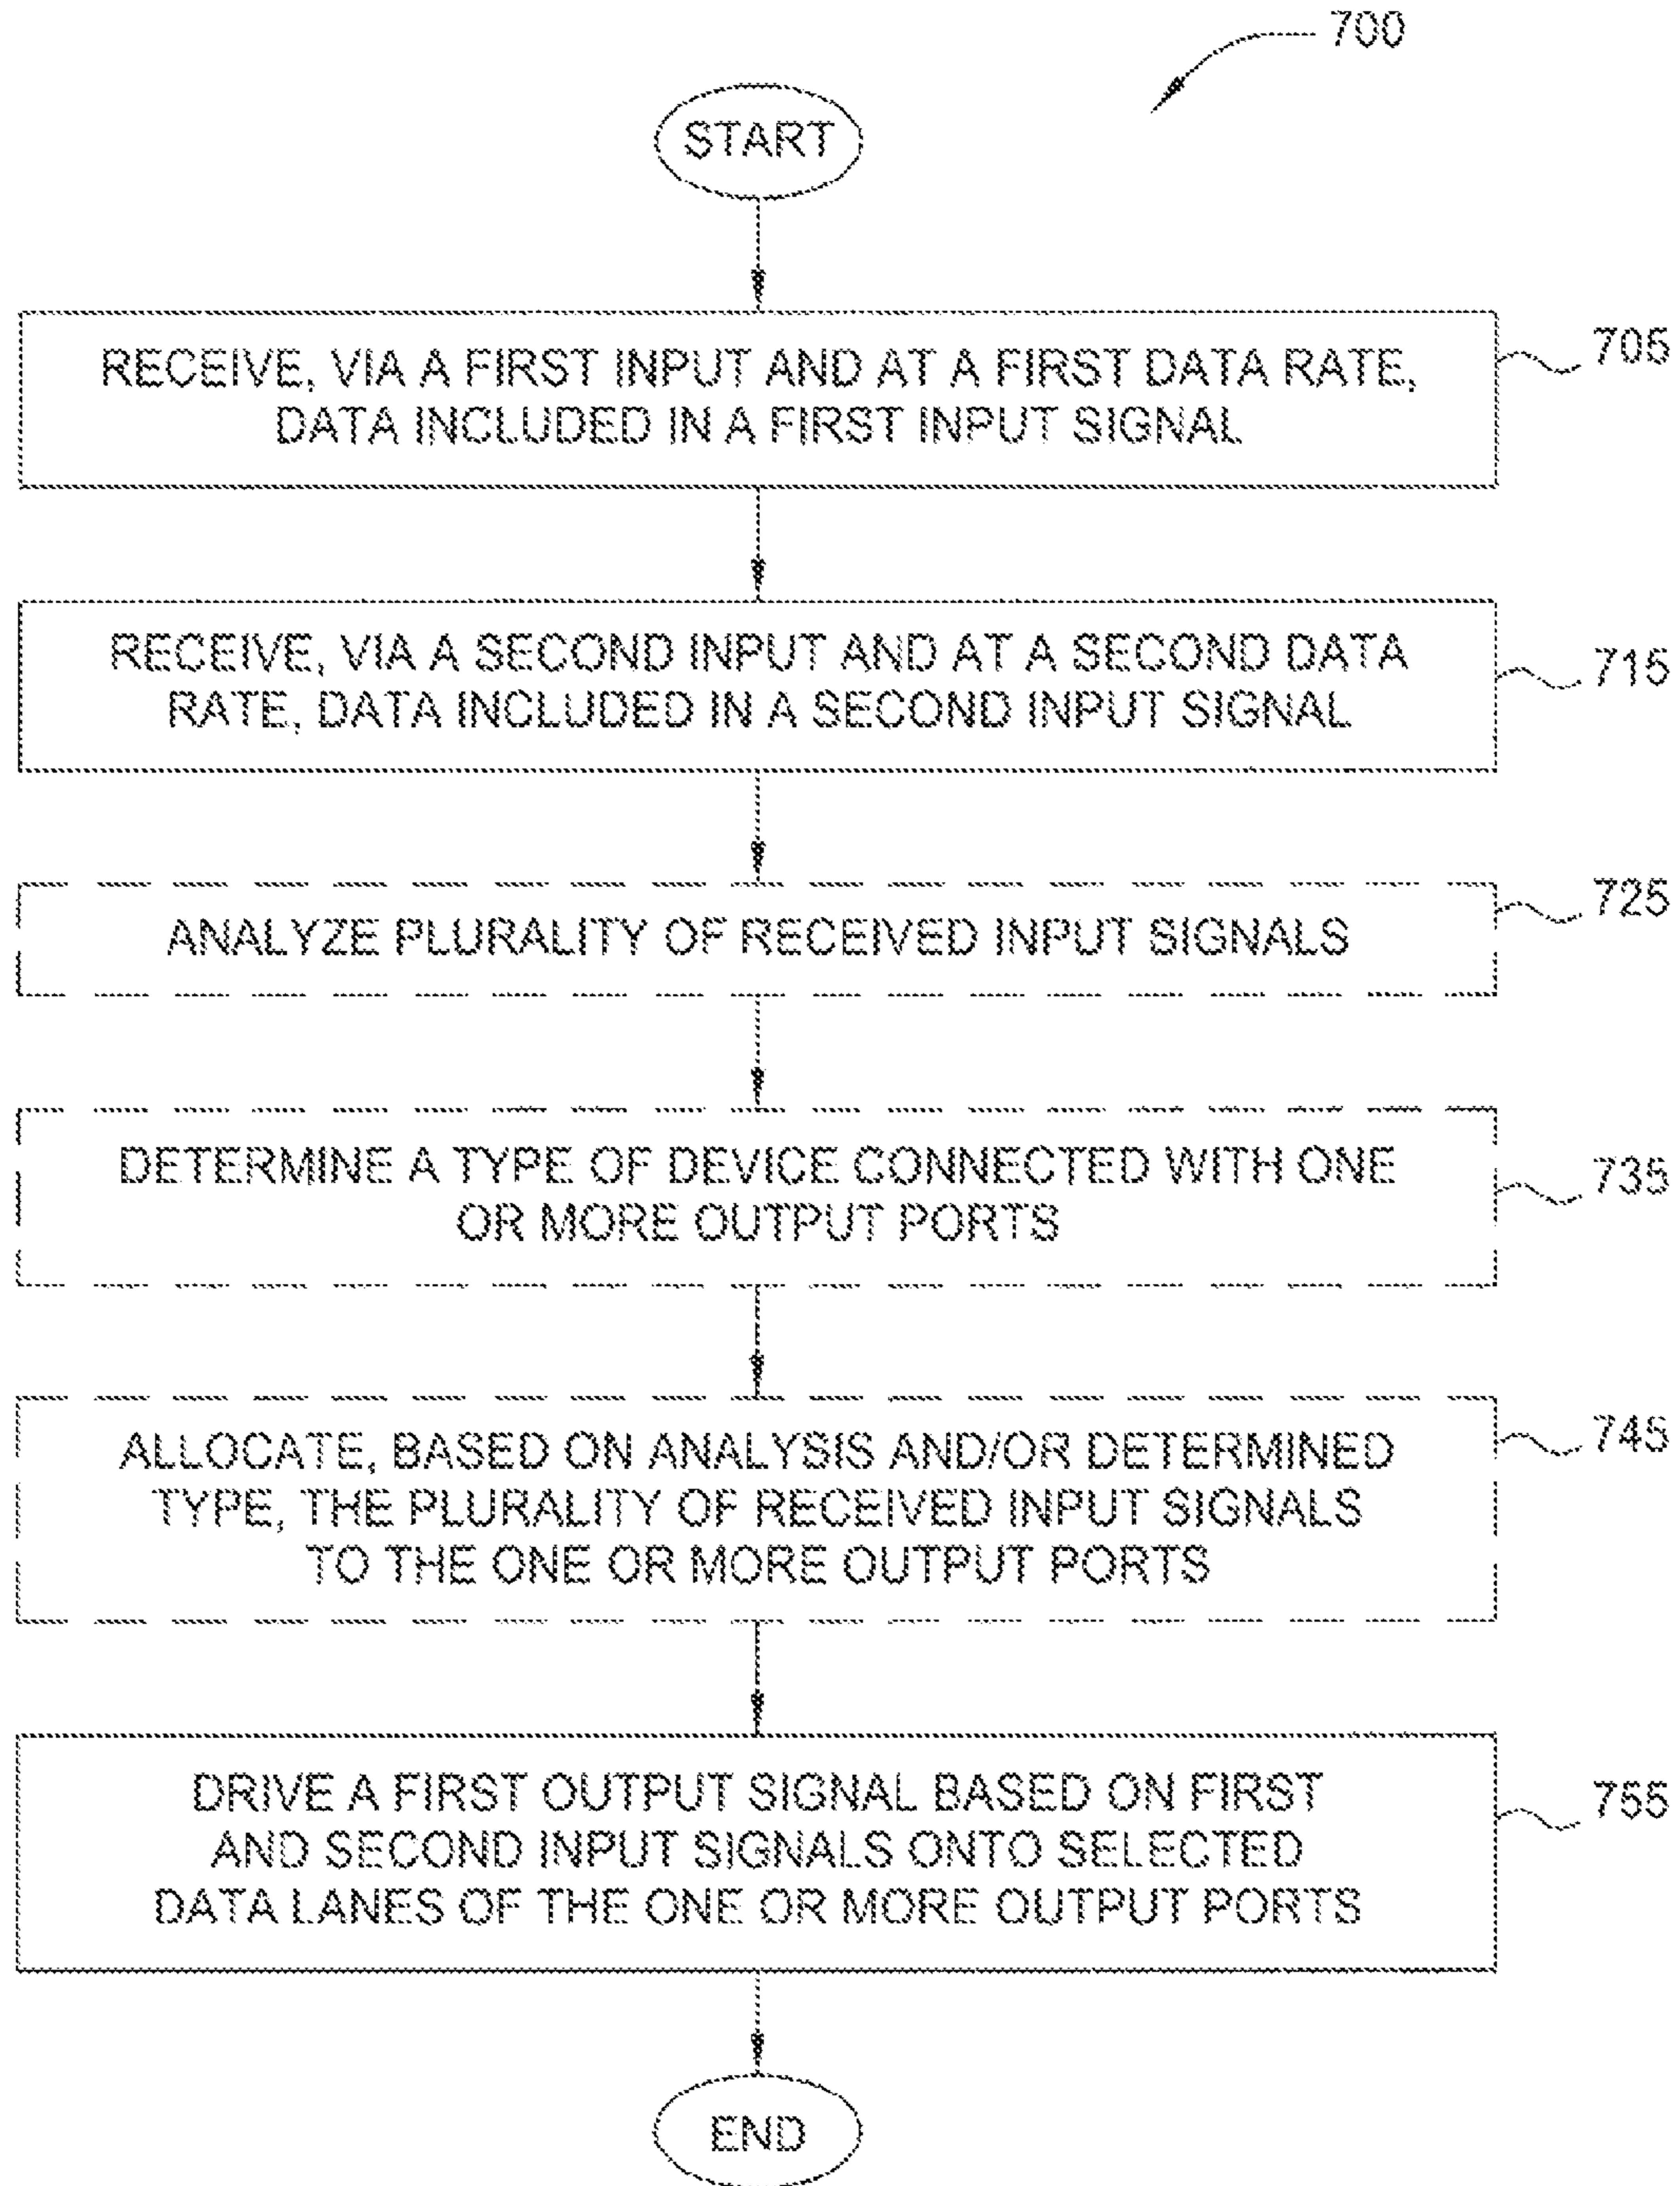 700
START
RECEIVE, VIA A FIRST INPUT AND AT A FIRST DATA RATE,
DATA INCLUDED IN A FIRST INPUT SIGNAL
705
RECEIVE, VIA A SECOND INPUT AND AT A SECOND DATA
RATE, DATA INCLUDED IN A SECOND INPUT SIGNAL
715
ANALYZE PLURALITY OF RECEIVED INPUT SIGNALS
725
DETERMINE A TYPE OF DEVICE CONNECTED WITH ONE
OR MORE OUTPUT PORTS
735
ALLOCATE, BASED ON ANALYSIS AND/OR DETERMINED
TYPE, THE PLURALITY OF RECEIVED INPUT SIGNALS
TO THE ONE OR MORE OUTPUT PORTS
745
DRIVE A FIRST OUTPUT SIGNAL BASED ON FIRST
AND SECOND INPUT SIGNALS ONTO SELECTED
DATA LANES OF THE ONE OR MORE OUTPUT PORTS
755
END